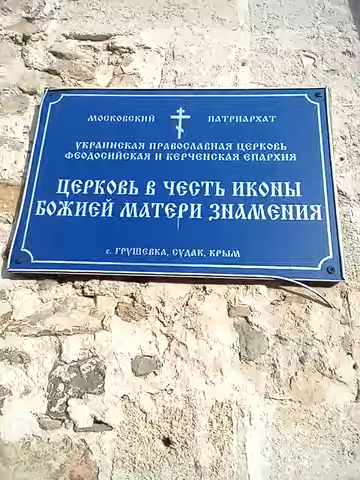 МОСКОВСКИЙ ПАТРИАРХАТ
УКРАИНСКАЯ ПРАВОСЛАВНАЯ ЦЕРКОВЬ
ФЕОДОСИЙСКАЯ И КЕРЧЕНСКАЯ ЕПАРХИЯ
ЦЕРКОВЬ В ЧЕСТЬ ИКОНЫ
БОЖИЕЙ МАТЕРИ ЗНАМЕНИЯ
с. ГРУШЕВКА, СУДАК, КРЫМ